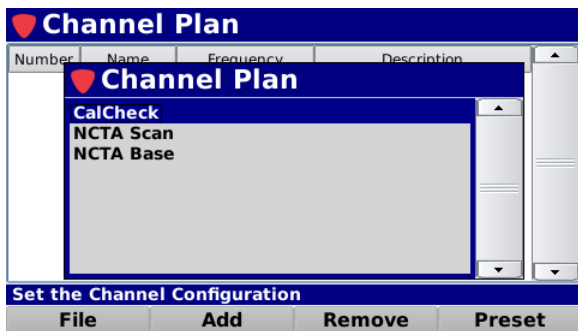 Channel Plan
Number Name Frequency Description
Channel Plan
CalCheck
NCTA Scan
NCTA Base
Set the Channel Configuration
File Add Remove Preset